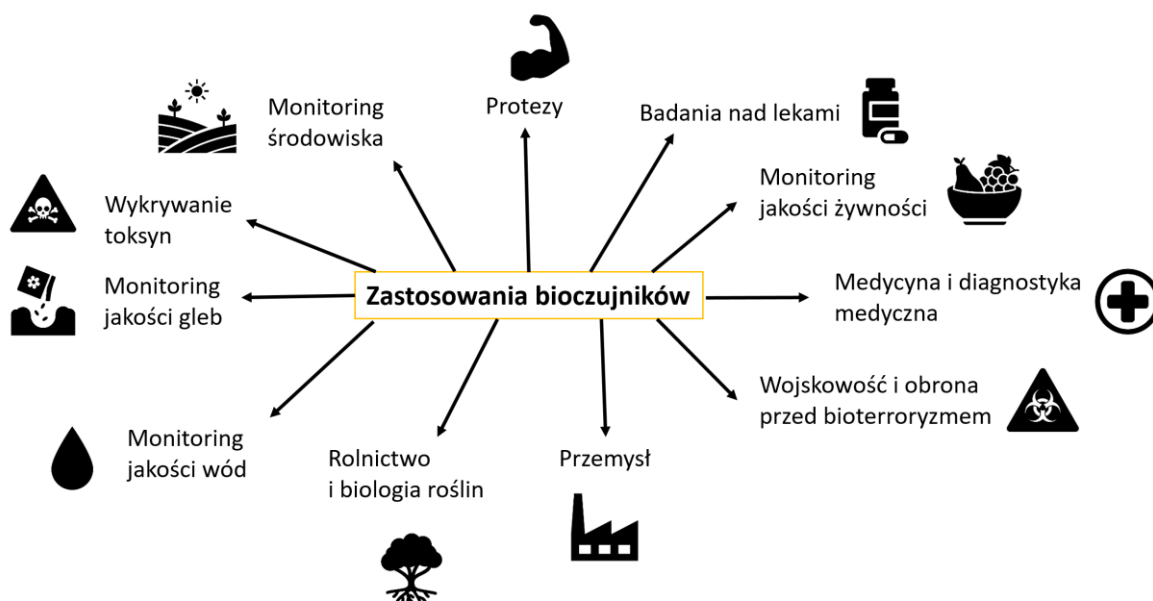 Protezy
Monitoring
środowiska
Badania nad lekami
Monitoring
jakości żywności
Wykrywanie
toksyn
Zastosowania bioczujników
Monitoring
jakości gleb
Medycyna i diagnostyka
medyczna
Wojskowość i obrona
przed bioterroryzmem
Monitoring
jakości wód
Rolnictwo
i biologia roślin
Przemysł